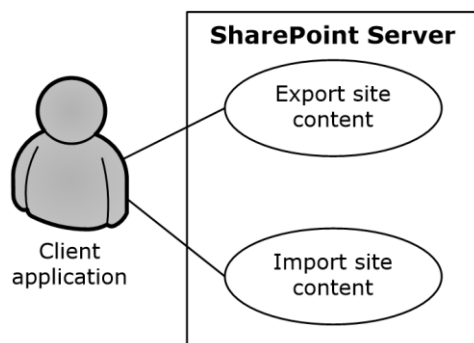 SharePoint Server
Export site
content
Client
application
Import site
content